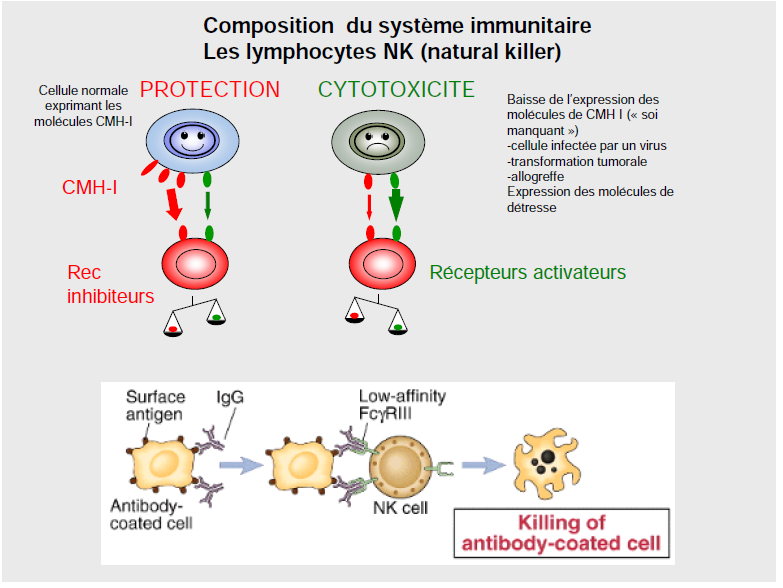 Composition  du système immunitaire
Les lymphocytes NK (natural killer)
Cellule normale
exprimant les
molécules CMH-I
PROTECTION
CYTOTOXICITE
Baisse de l'expression des
molécules de CMH I (« soi
manquant »)
-cellule infectée par un virus
-transformation tumorale
-allogreffe
Expression des molécules de
détresse
CMH-I
Rec
inhibiteurs
Récepteurs activateurs
Surface
antigen
IgG
Low-affinity
FcγRIII
Antibody-
coated cell
NK cell
Killing of
antibody-coated cell